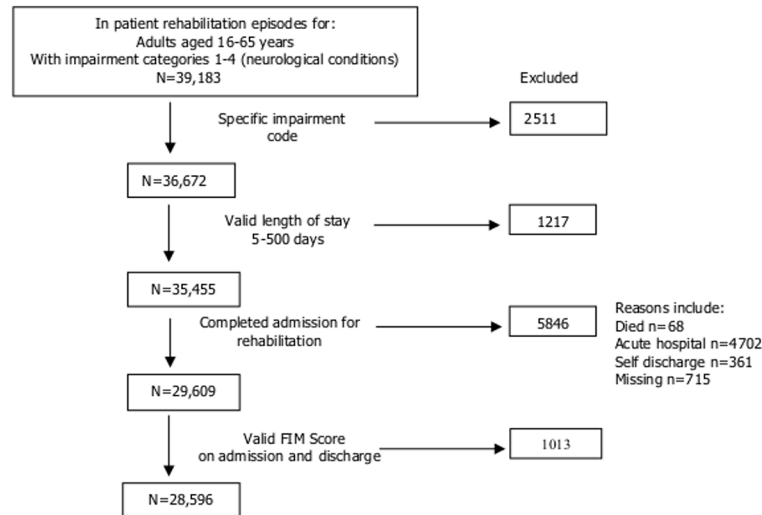 In patient rehabilitation episodes for:
Adults aged 16-65 years
With impairment categories 1-4 (neurological conditions)
N=39,183
Excluded
Specific impairment
code
2511
N=36,672
Valid length of stay
5-500 days
1217
N=35,455
Completed admission for
rehabilitation
5846
Reasons include:
Died n=68
Acute hospital n=4702
Self discharge n=361
Missing n=715
N=29,609
Valid FIM Score
on admission and discharge
1013
N=28,596